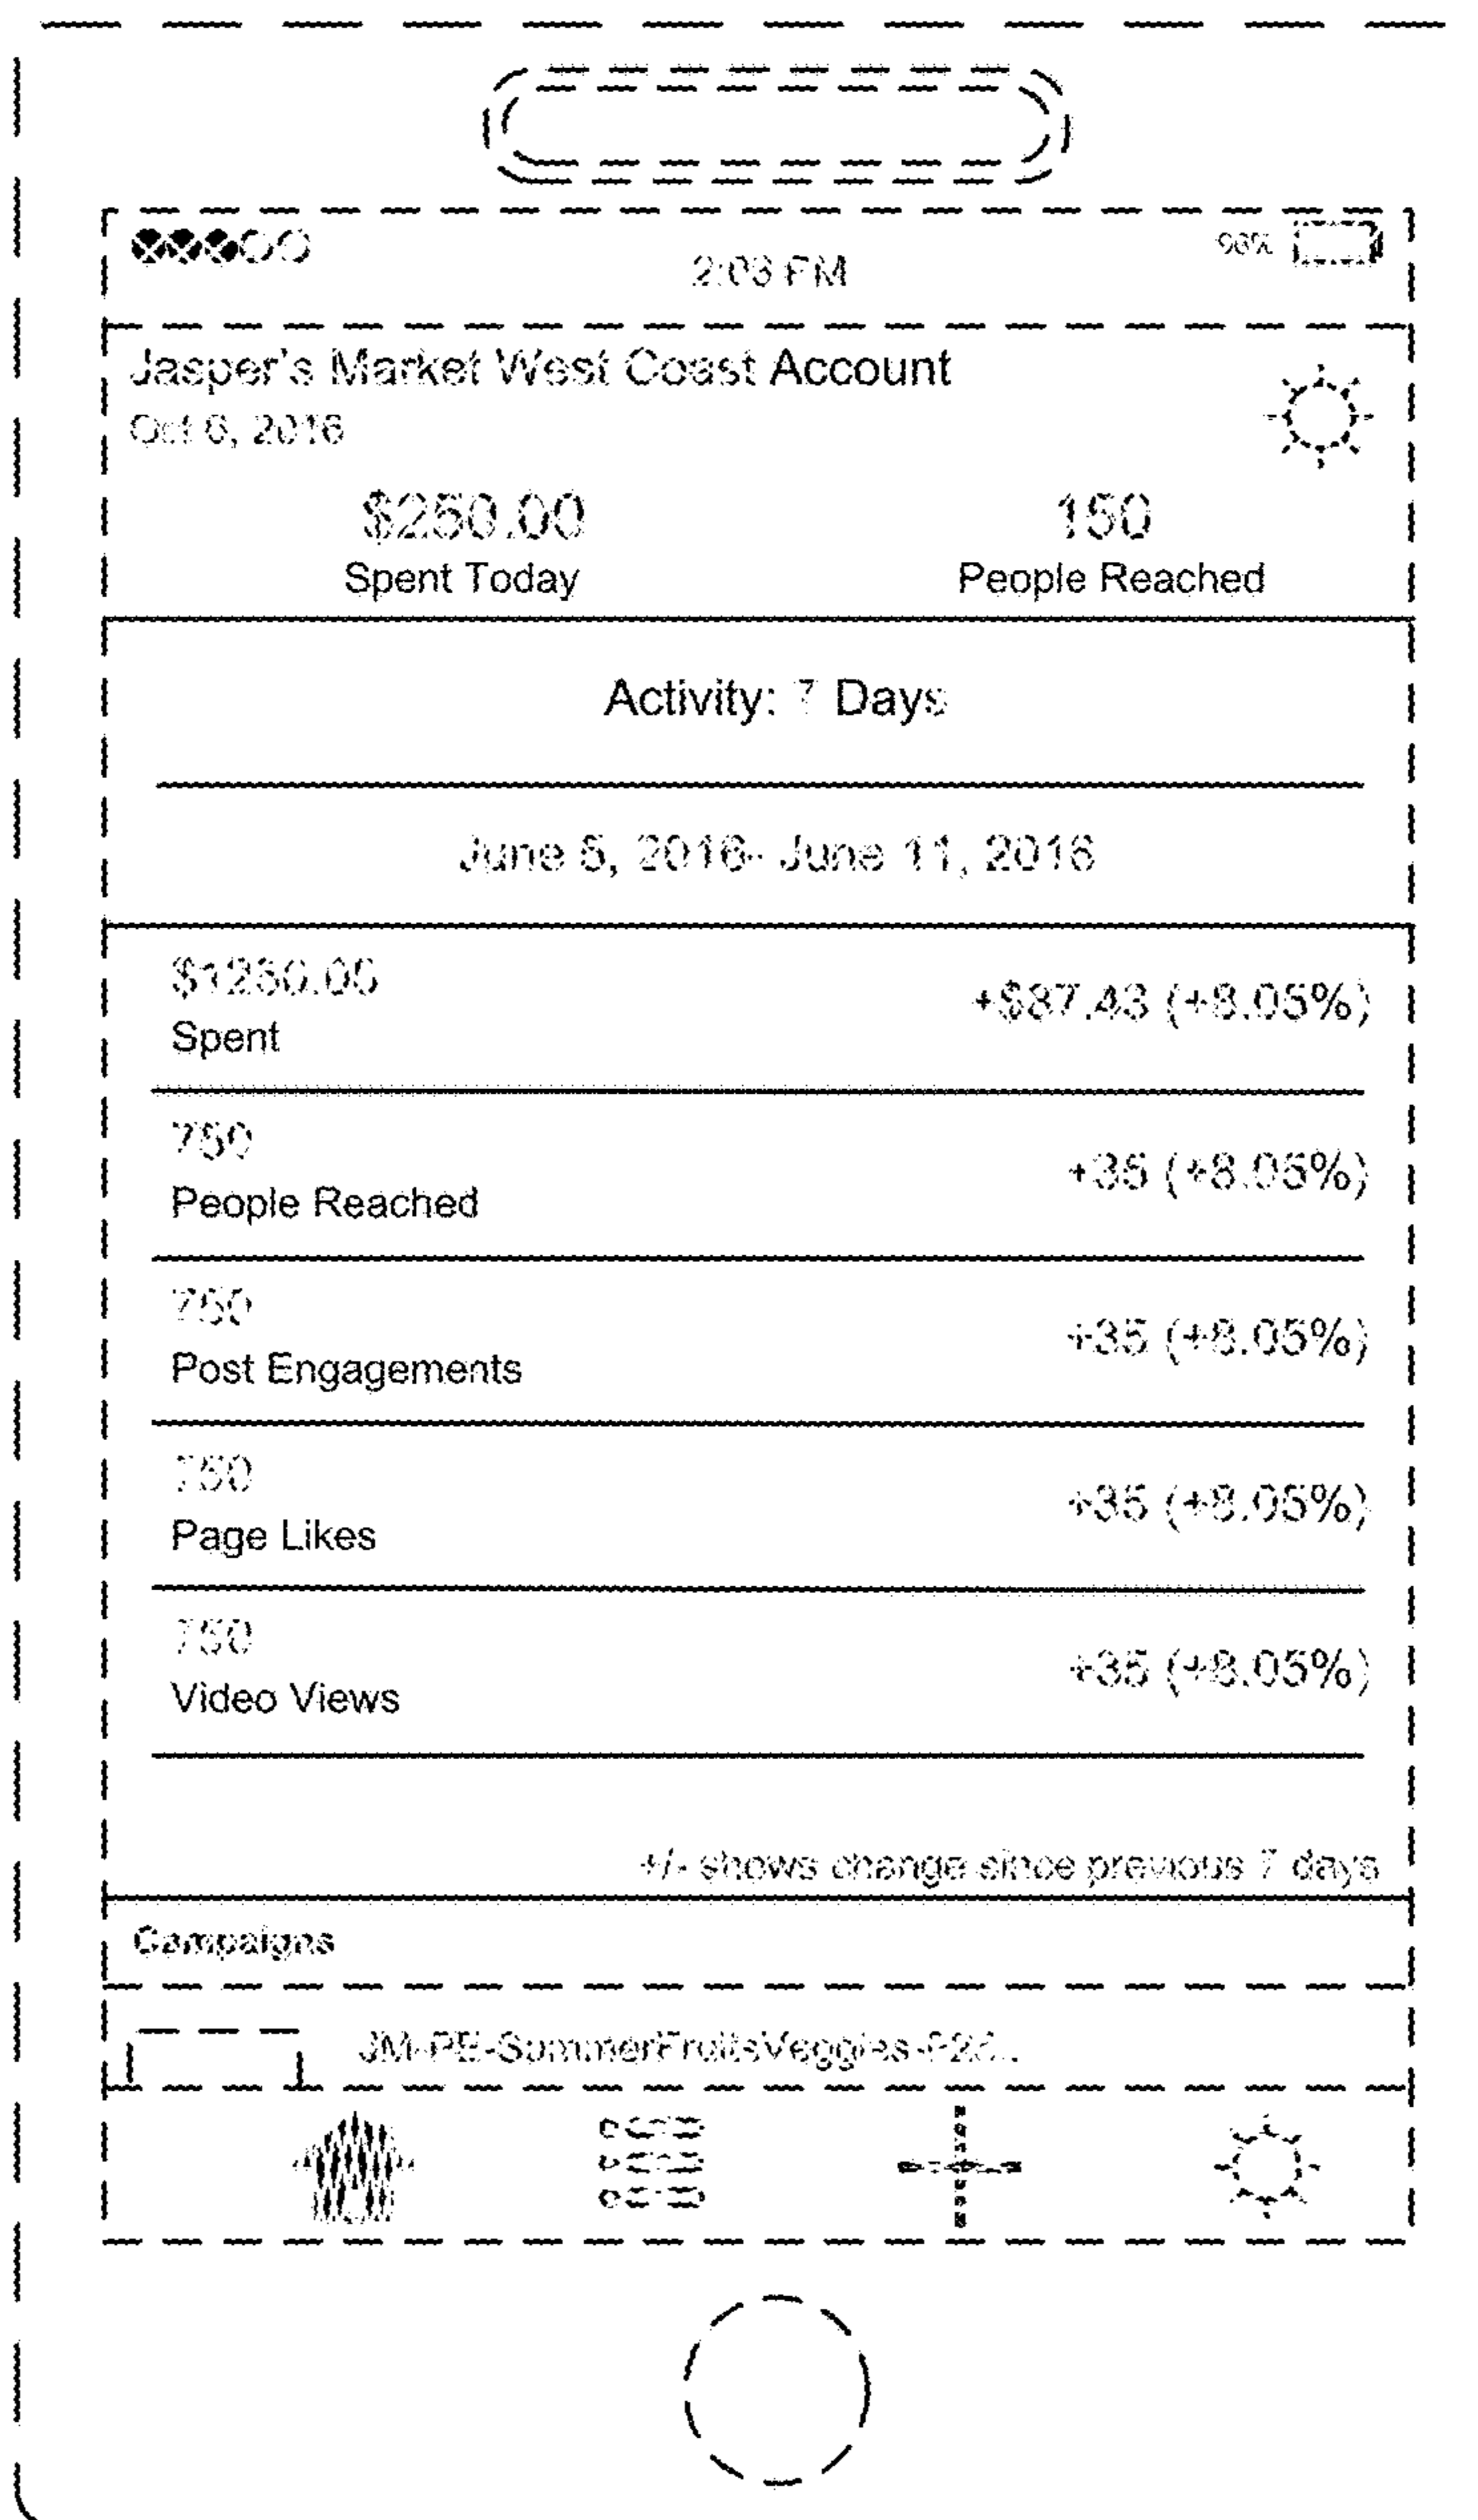 2:03 PM
98%
Jasper's Market West Coast Account
Oct 6, 2016
$250.00
150
Spent Today
People Reached
Activity: 7 Days
June 5, 2016- June 11, 2016
+$87.43 (+8.05%)
Spent
750
+35 (+8.05%)
People Reached
750
+35 (+8.05%)
Post Engagements
750
+35 (+8.05%)
Page Likes
750
+35 (+8.05%)
Video Views
+/- shows change since previous 7 days
Campaigns
JM-PE-SummerFruitsVeggies